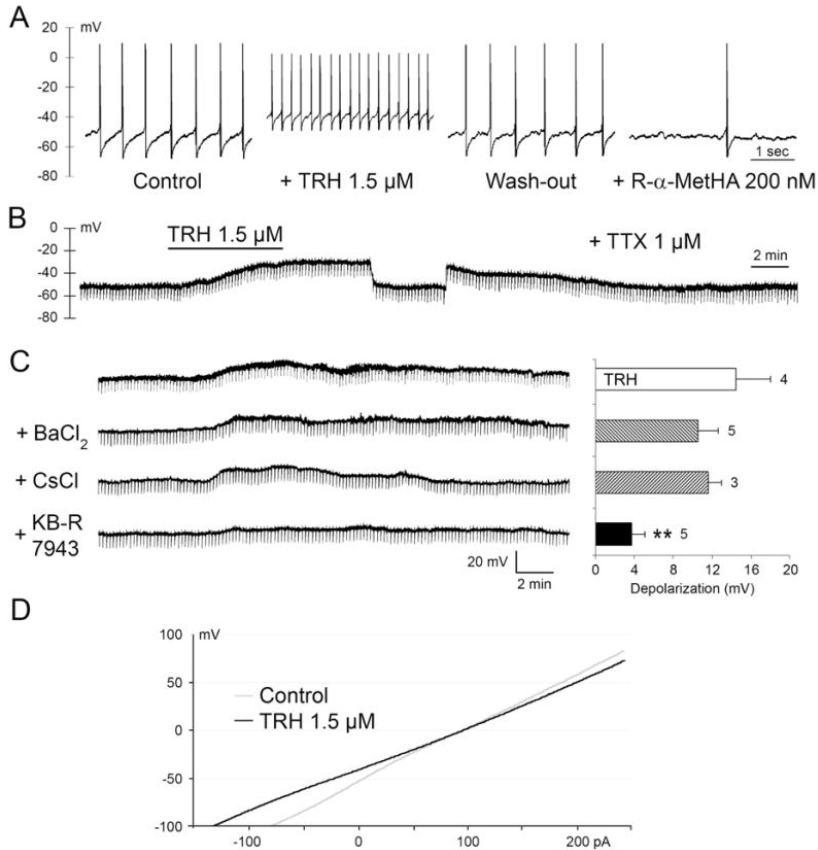 A
mV
20
0
-20
-40
-60
-80
Control
+ TRH 1.5 µM
Wash-out
+ R-α-MetHA 200 nM
1 sec
B
mV
0
-20
-40
-60
-80
TRH 1.5 µM
+ TTX 1 µM
2 min
C
+ BaCl2
+ CsCl
+ KB-R
7943
20 mV
2 min
TRH
4
5
3
** 5
0 4 8 12 16 20
Depolarization (mV)
D
mV
100
50
0
-50
-100
Control
TRH 1.5 µM
-100 0 100 200 pA